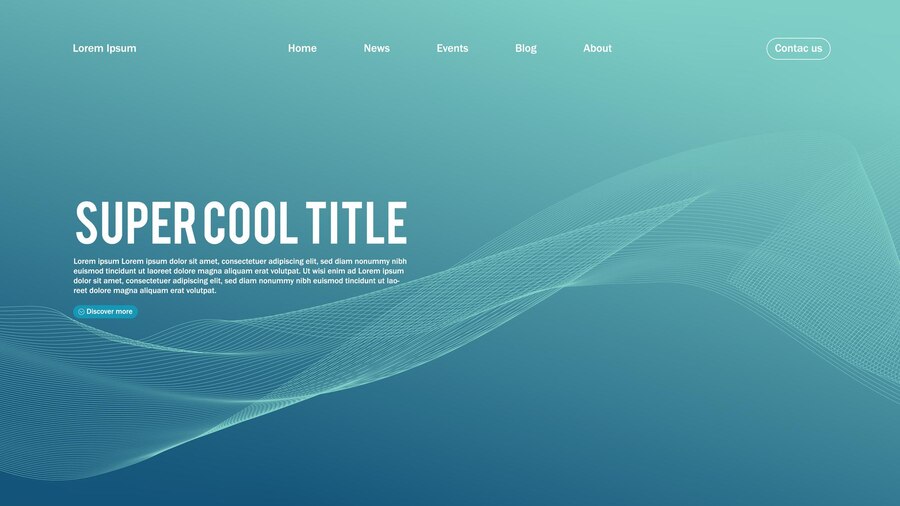 Lorem Ipsum Home News Events Blog About Contac us
SUPER COOL TITLE
Lorem ipsum Lorem ipsum dolor sit amet, consectetuer adipiscing elit, sed diam nonummy nibh
euismod tincidunt ut laoreet dolore magna aliquam erat volutpat. Ut wisi enim ad Lorem ipsum
dolor sit amet, consectetuer adipiscing elit, sed diam nonummy nibh euismod tincidunt ut lao-
reet dolore magna aliquam erat volutpat.
Discover more